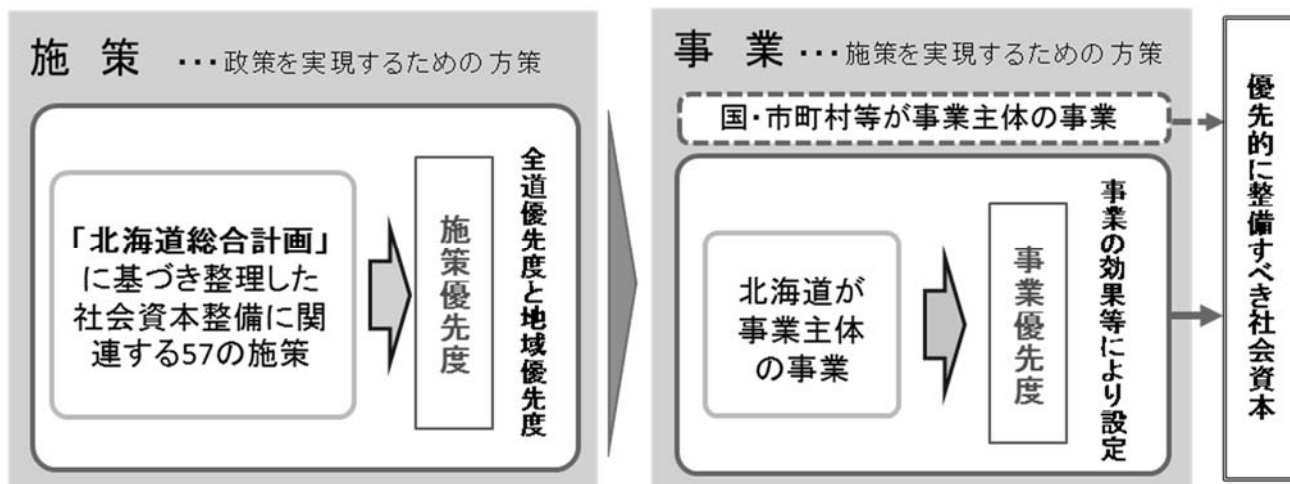 施 策 ･･･政策を実現するための方策
「北海道総合計画」
に基づき整理した
社会資本整備に関
連する57の施策
施策優先度
全道優先度と地域優先度
事 業 ･･･施策を実現するための方策
国・市町村等が事業主体の事業
北海道が
事業主体
の事業
事業優先度
事業の効果等により設定
優先的に整備すべき社会資本